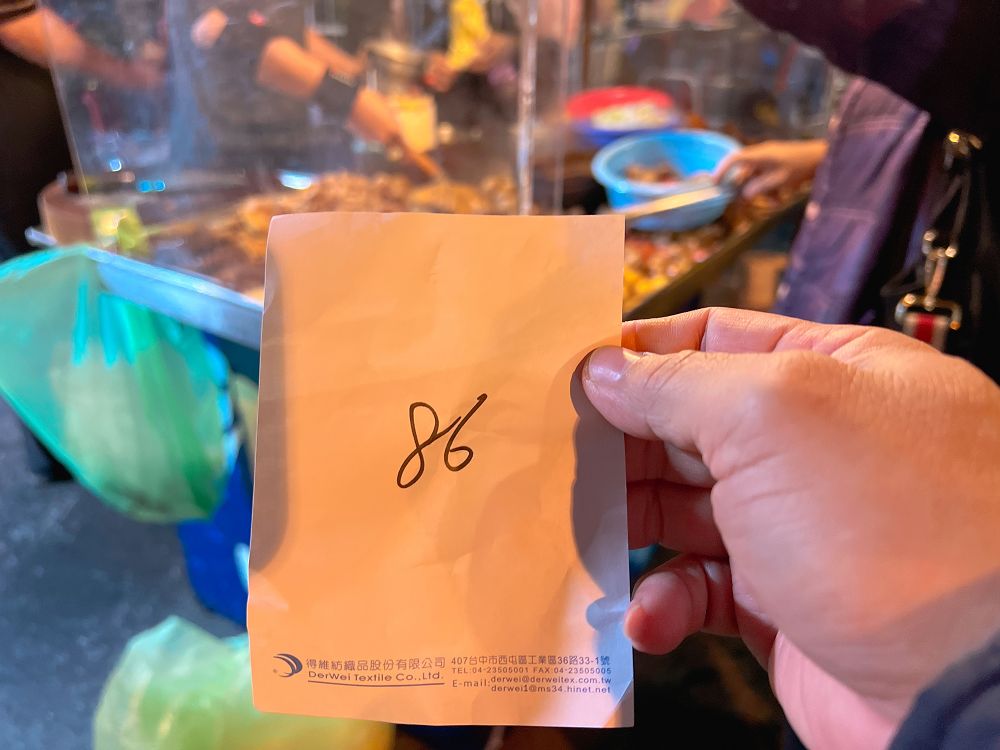 86
得維紡織品股份有限公司
DerWei Textile Co.,Ltd.
407台中市西屯區工業區36路33-1號
TEL:04-23505001 FAX:04-23505005
E-mail:derwei@derweitex.com.tw
derwei1@ms34.hinet.net